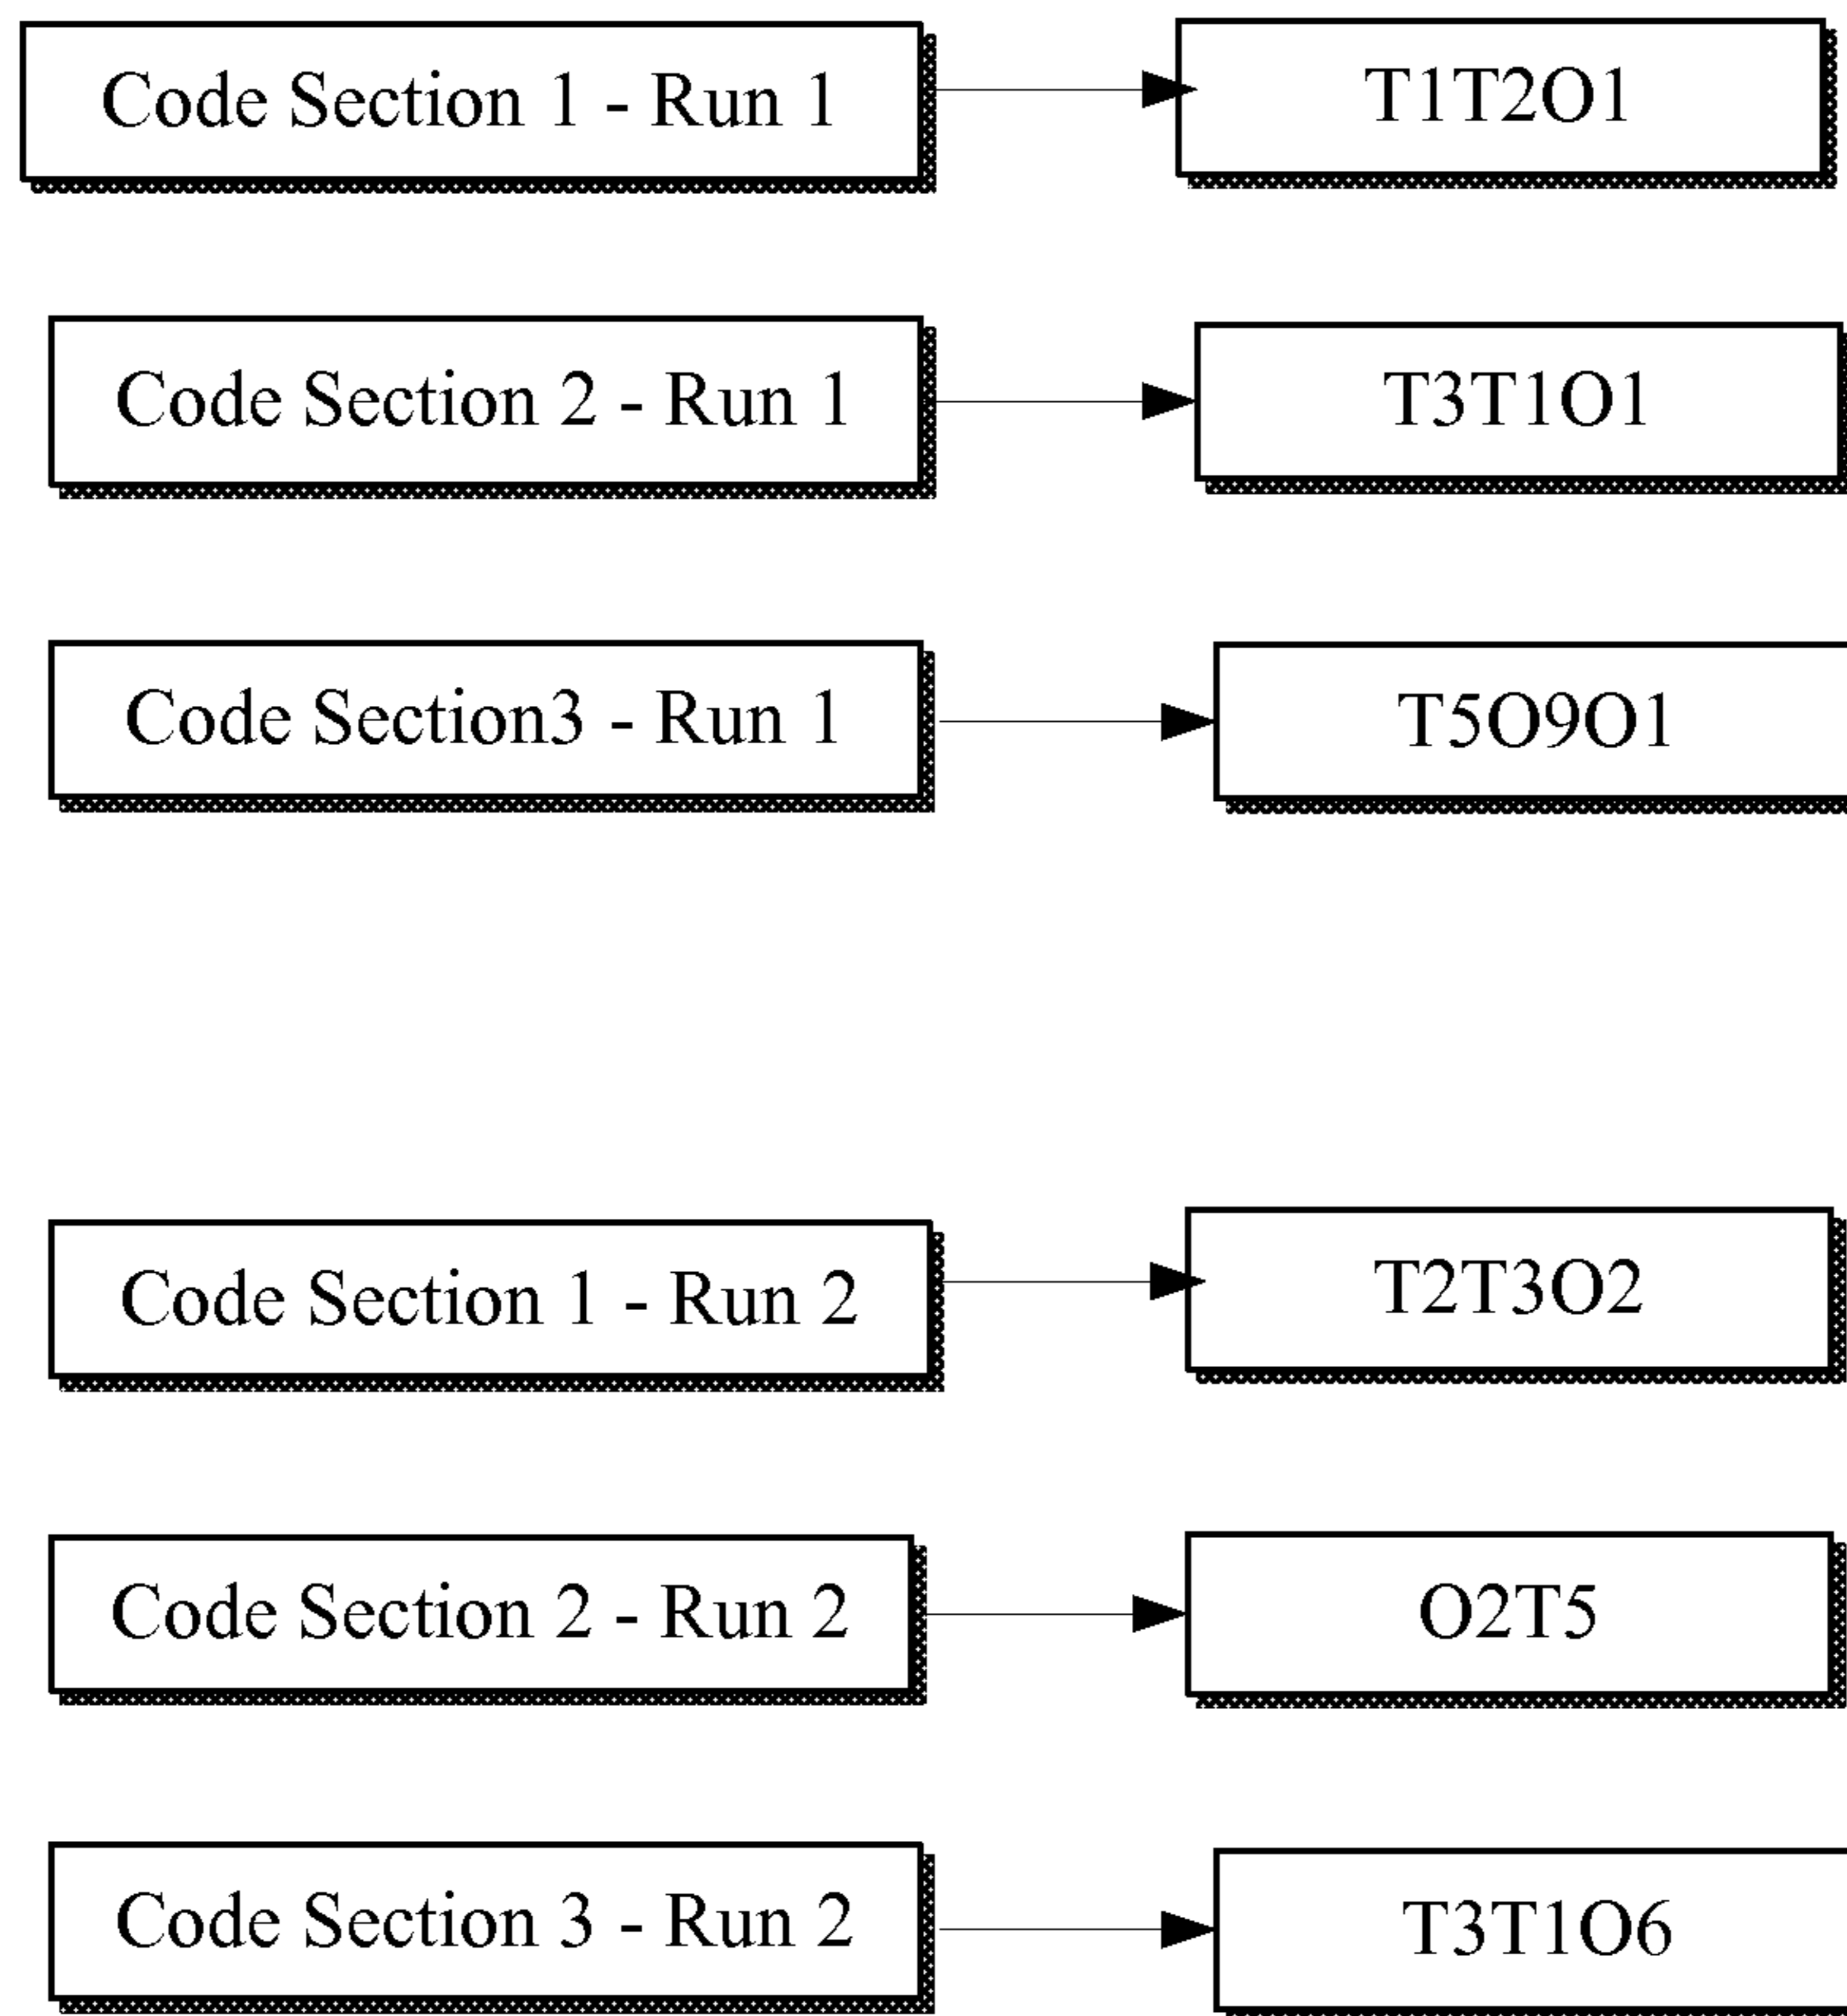 Code Section 1 - Run 1
T1T2O1
Code Section 2 - Run 1
T3T1O1
Code Section3 - Run 1
T5O9O1
Code Section 1 - Run 2
T2T3O2
Code Section 2 - Run 2
O2T5
Code Section 3 - Run 2
T3T1O6